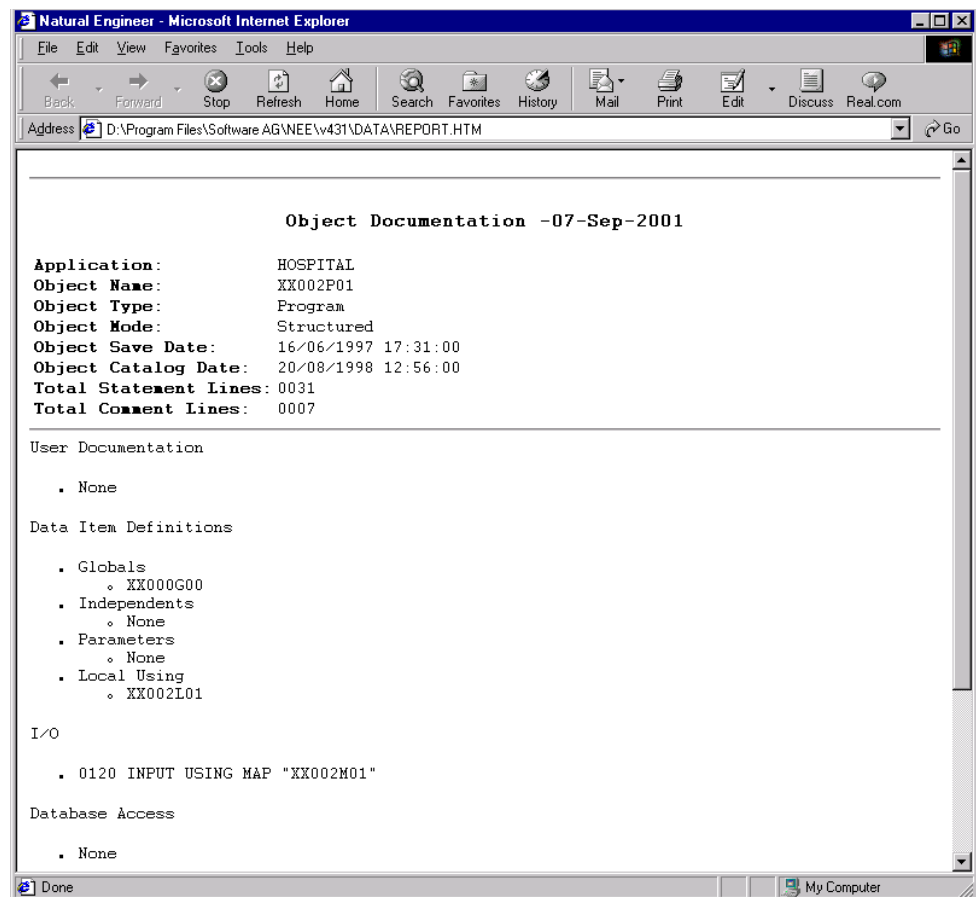 Natural Engineer - Microsoft Internet Explorer
File Edit View Favorites Tools Help
Back Forward Stop Refresh Home Search Favorites History Mail Print Edit Discuss Real.com
Address D:\Program Files\Software AG\NEE\v431\DATA\REPORT.HTM Go
Object Documentation -07-Sep-2001
Application: HOSPITAL
Object Name: XX002P01
Object Type: Program
Object Mode: Structured
Object Save Date: 16/06/1997 17:31:00
Object Catalog Date: 20/08/1998 12:56:00
Total Statement Lines: 0031
Total Comment Lines: 0007
User Documentation
None
Data Item Definitions
Globals
XX000G00
Independents
None
Parameters
None
Local Using
XX002L01
I/O
0120 INPUT USING MAP "XX002M01"
Database Access
None
Done My Computer